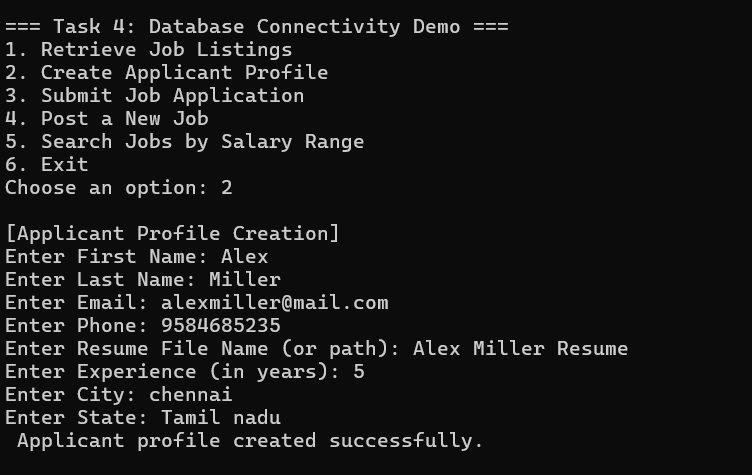 === Task 4: Database Connectivity Demo ===
1. Retrieve Job Listings
2. Create Applicant Profile
3. Submit Job Application
4. Post a New Job
5. Search Jobs by Salary Range
6. Exit
Choose an option: 2

[Applicant Profile Creation]
Enter First Name: Alex
Enter Last Name: Miller
Enter Email: alexmiller@mail.com
Enter Phone: 9584685235
Enter Resume File Name (or path): Alex Miller Resume
Enter Experience (in years): 5
Enter City: chennai
Enter State: Tamil nadu
 Applicant profile created successfully.